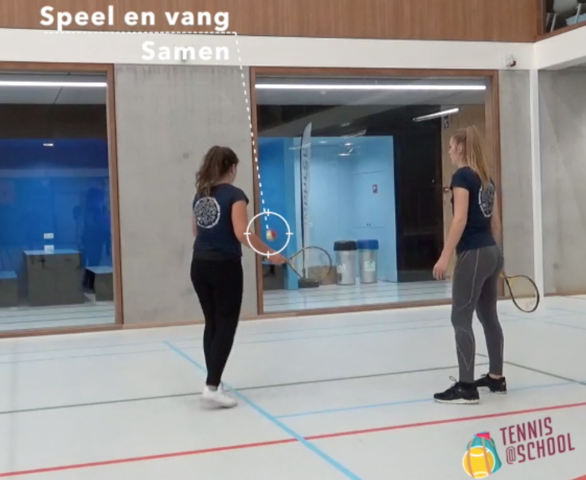 Speel en vang
Samen
TENNIS
@SCHOOL